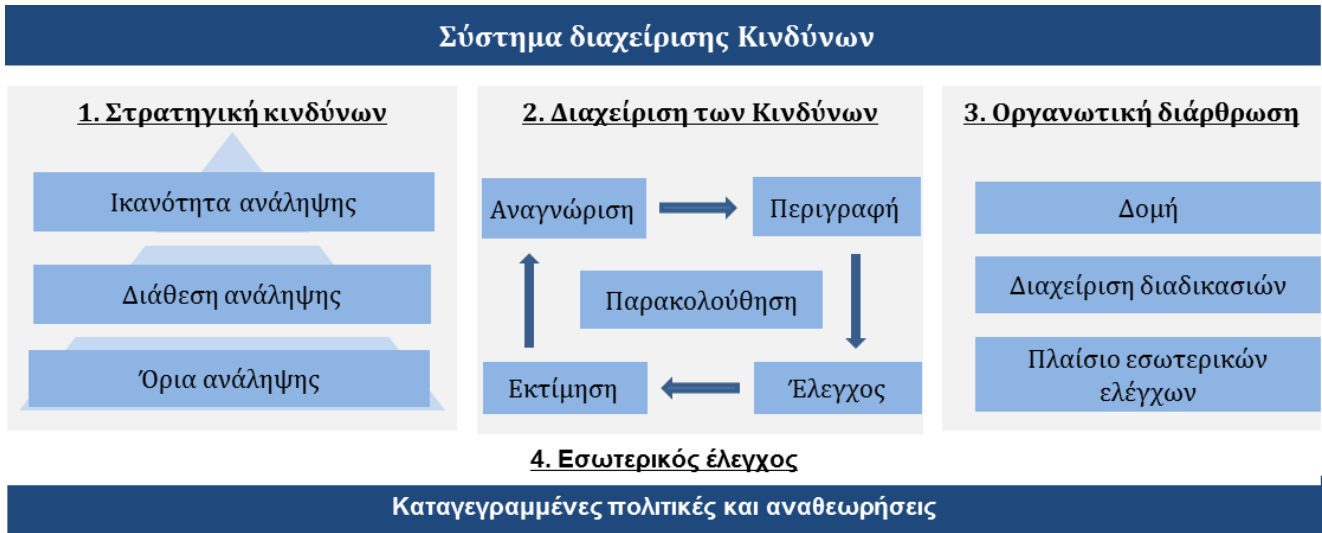 Σύστημα διαχείρισης Κινδύνων
1. Στρατηγική κινδύνων
Ικανότητα ανάληψης
Διάθεση ανάληψης
Όρια ανάληψης
2. Διαχείριση των Κινδύνων
Αναγνώριση
Περιγραφή
Παρακολούθηση
Εκτίμηση
Έλεγχος
3. Οργανωτική διάρθρωση
Δομή
Διαχείριση διαδικασιών
Πλαίσιο εσωτερικών
ελέγχων
4. Εσωτερικός έλεγχος
Καταγεγραμμένες πολιτικές και αναθεωρήσεις